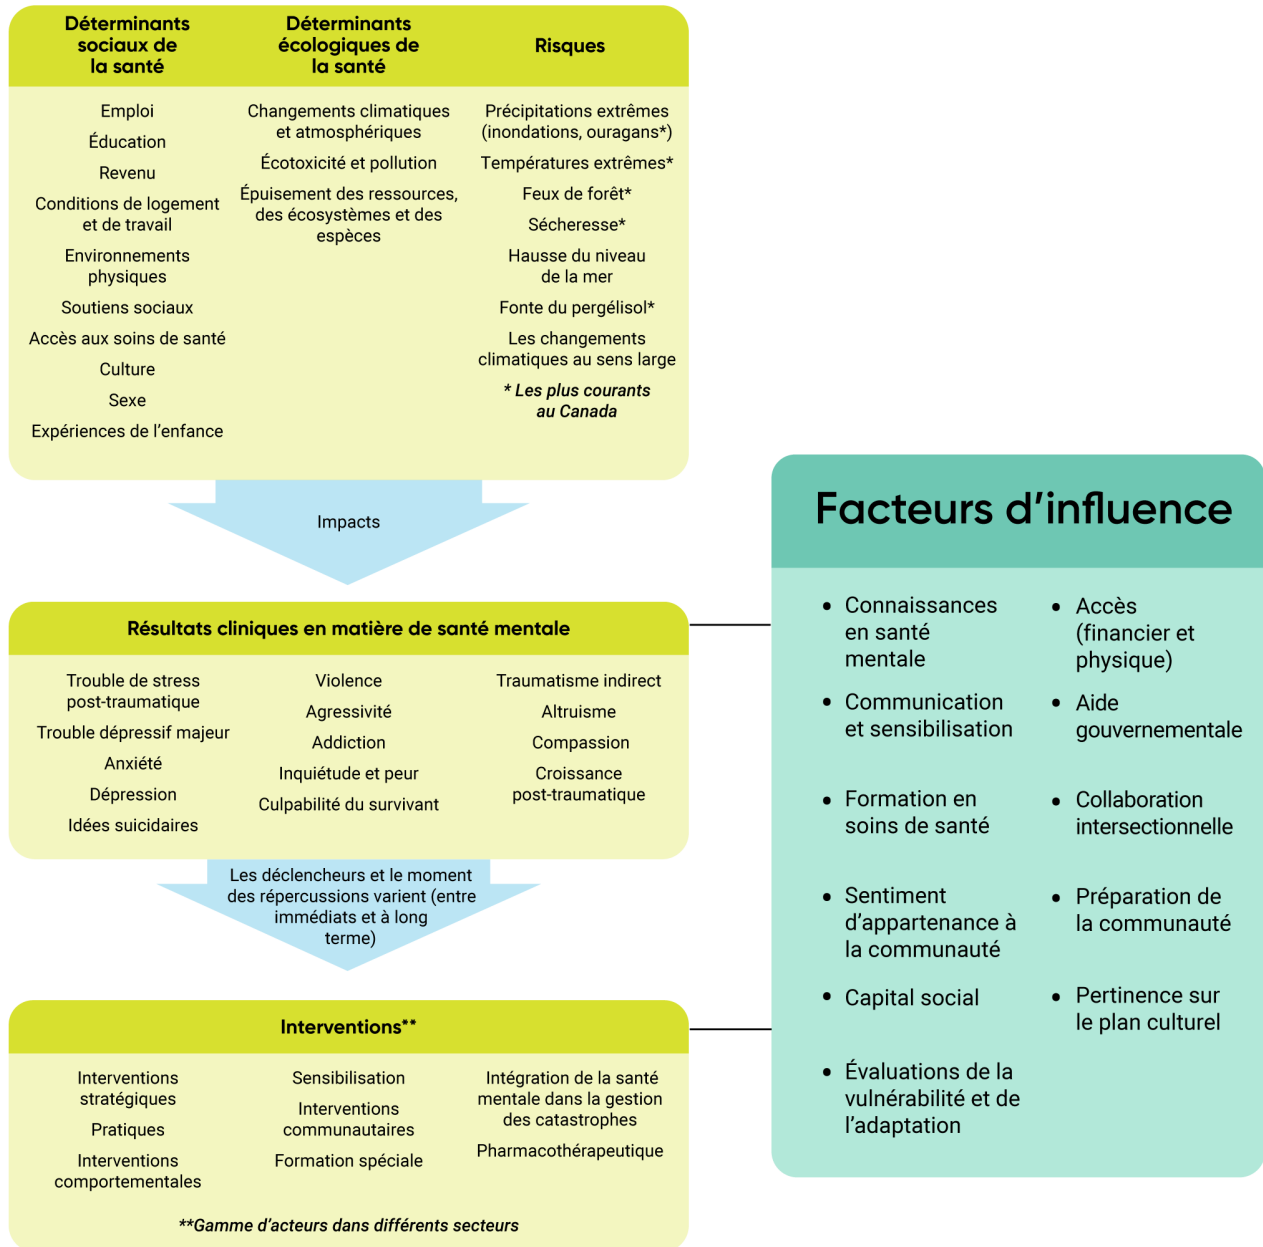 Déterminants
sociaux de
la santé
Emploi
Éducation
Revenu
Conditions de logement
et de travail
Environnements
physiques
Soutiens sociaux
Accès aux soins de santé
Culture
Sexe
Expériences de l’enfance
Déterminants
écologiques de
la santé
Changements climatiques
et atmosphériques
Écotoxicité et pollution
Épuisement des ressources,
des écosystèmes et des
espèces
Risques
Précipitations extrêmes
(inondations, ouragans*)
Températures extrêmes*
Feux de forêt*
Sécheresse*
Hausse du niveau
de la mer
Fonte du pergélisol*
Les changements
climatiques au sens large
* Les plus courants
au Canada
Impacts
Résultats cliniques en matière de santé mentale
Trouble de stress
post-traumatique
Trouble dépressif majeur
Anxiété
Dépression
Idées suicidaires
Violence
Agressivité
Addiction
Inquiétude et peur
Culpabilité du survivant
Traumatisme indirect
Altruisme
Compassion
Croissance
post-traumatique
Les déclencheurs et le moment
des répercussions varient (entre
immédiats et à long
terme)
Interventions**
Interventions
stratégiques
Pratiques
Interventions
comportementales
Sensibilisation
Interventions
communautaires
Formation spéciale
Intégration de la santé
mentale dans la gestion
des catastrophes
Pharmacothérapeutique
**Gamme d’acteurs dans différents secteurs
Facteurs d’influence
• Connaissances
en santé
mentale
• Communication
et sensibilisation
• Formation en
soins de santé
• Sentiment
d’appartenance à
la communauté
• Capital social
• Évaluations de la
vulnérabilité et de
l’adaptation
• Accès
(financier et
physique)
• Aide
gouvernementale
• Collaboration
intersectionnelle
• Préparation de
la communauté
• Pertinence sur
le plan culturel